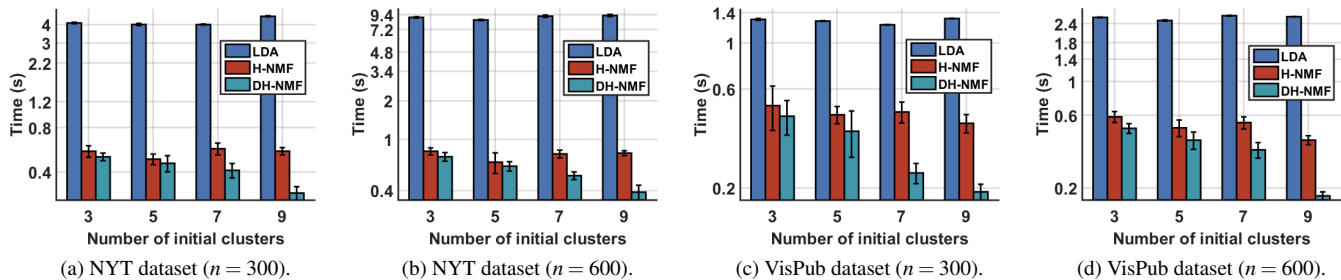 Time (s)
4
3
2.2
1.2
0.8
0.4
LDA
H-NMF
DH-NMF
3 5 7 9
Number of initial clusters
(a) NYT dataset (n = 300).
Time (s)
9.4
7.2
4.8
3.4
2
1
0.4
LDA
H-NMF
DH-NMF
3 5 7 9
Number of initial clusters
(b) NYT dataset (n = 600).
Time (s)
1.4
1
0.6
0.2
LDA
H-NMF
DH-NMF
3 5 7 9
Number of initial clusters
(c) VisPub dataset (n = 300).
Time (s)
2.4
1.8
1.4
1
0.6
0.2
LDA
H-NMF
DH-NMF
3 5 7 9
Number of initial clusters
(d) VisPub dataset (n = 600).